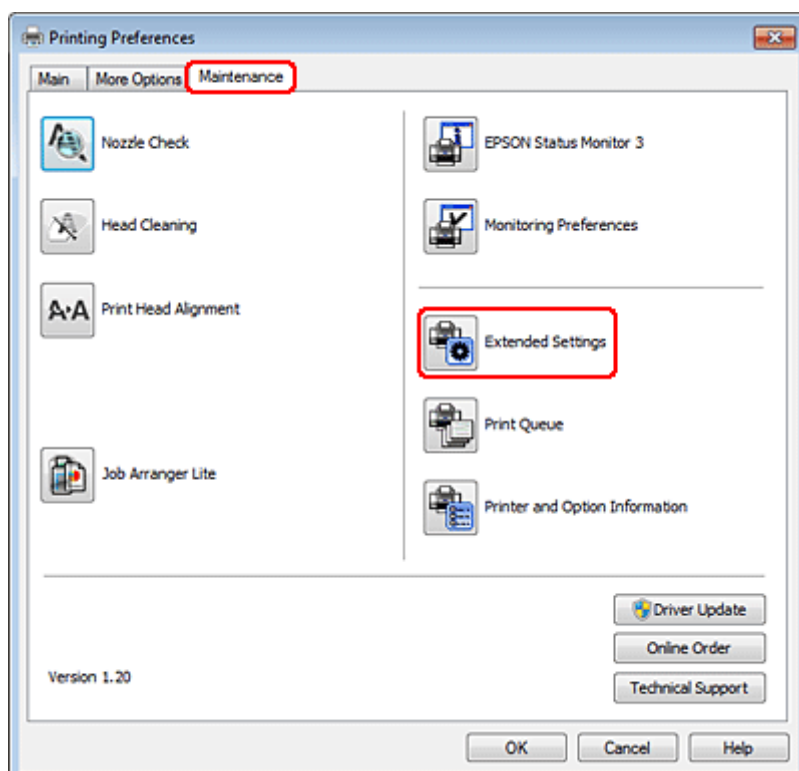 Printing Preferences
Main
More Options
Maintenance
Nozzle Check
Head Cleaning
A·A
Print Head Alignment
Job Arranger Lite
EPSON Status Monitor 3
Monitoring Preferences
Extended Settings
Print Queue
Printer and Option Information
Driver Update
Online Order
Version 1.20
Technical Support
OK
Cancel
Help